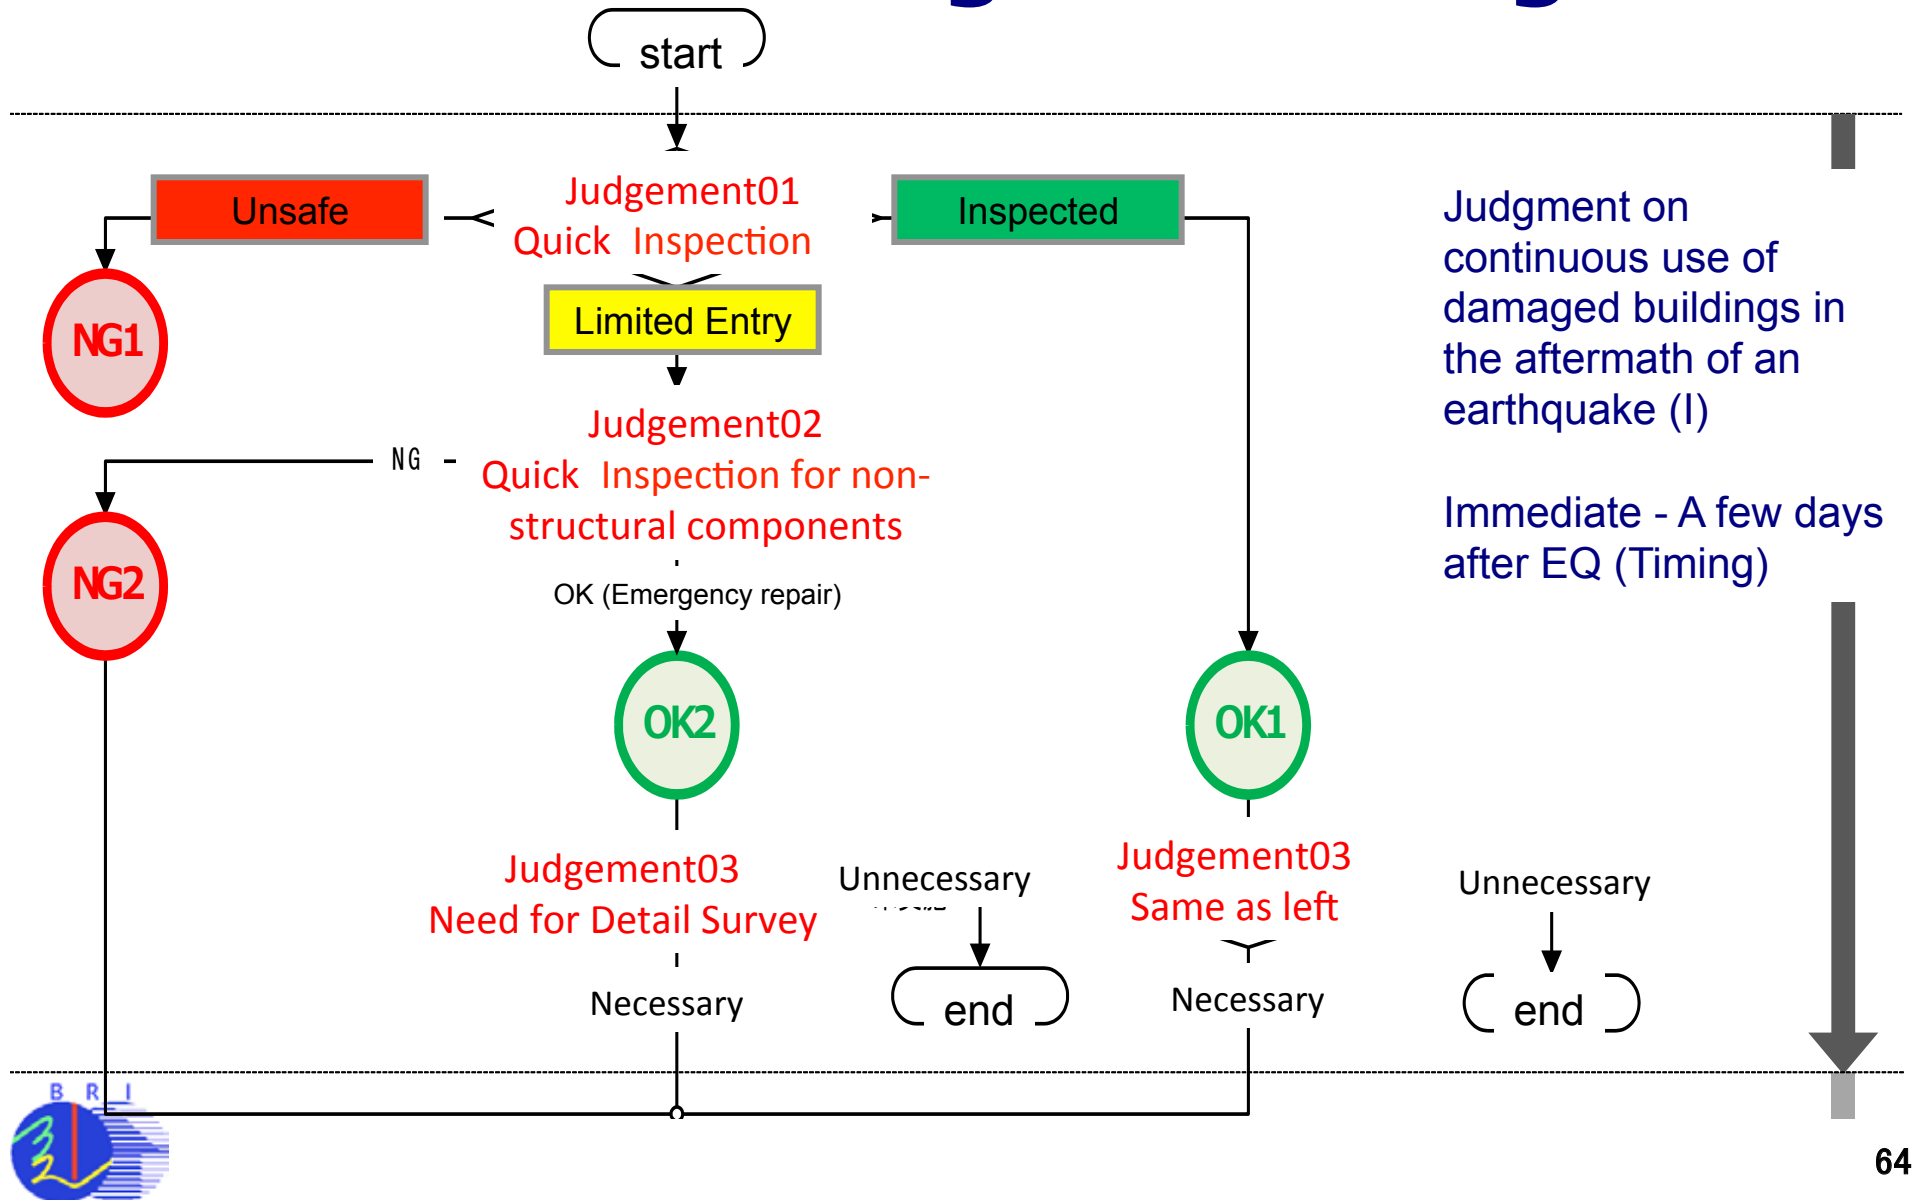 start
Unsafe
Judgement01
Quick Inspection
Inspected
Limited Entry
NG1
Judgement02
Quick Inspection for non-
structural components
NG
NG2
OK (Emergency repair)
OK2
OK1
Judgement03
Need for Detail Survey
Unnecessary
Judgement03
Same as left
Unnecessary
Necessary
end
Necessary
end
Judgment on
continuous use of
damaged buildings in
the aftermath of an
earthquake (I)
Immediate - A few days
after EQ (Timing)
B R I
64